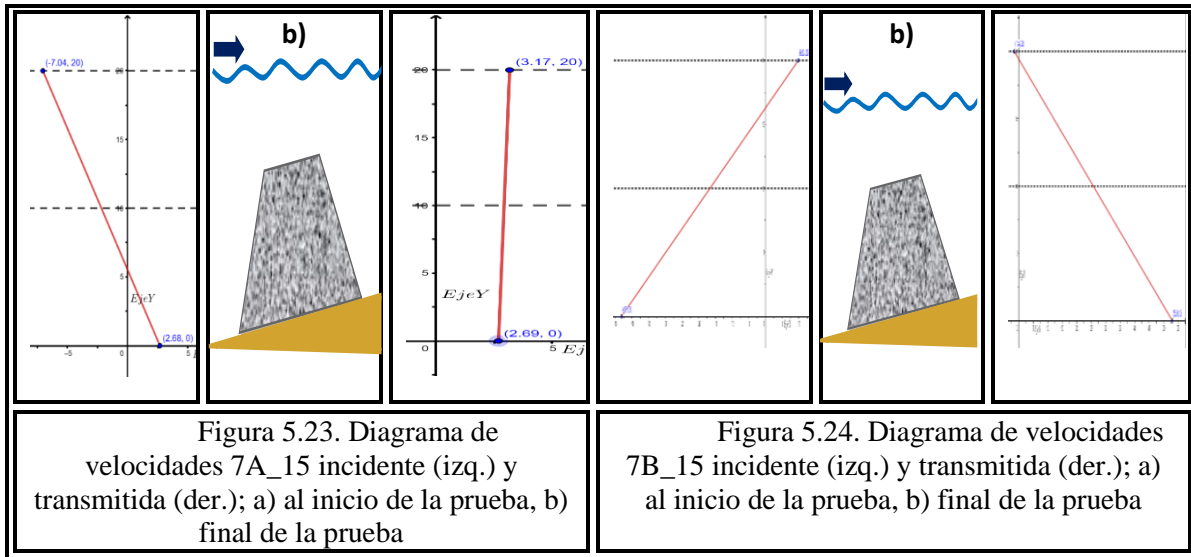 (-7.04, 20)
20
15
10
5
EjeY
(2.68, 0)
-5
0
5
b)
(3.17, 20)
20
15
10
5
EjeY
(2.69, 0)
0
5
Ej
b)
Figura 5.23. Diagrama de
velocidades 7A_15 incidente (izq.) y
transmitida (der.); a) al inicio de la prueba, b)
final de la prueba
Figura 5.24. Diagrama de velocidades
7B_15 incidente (izq.) y transmitida (der.); a)
al inicio de la prueba, b) final de la prueba